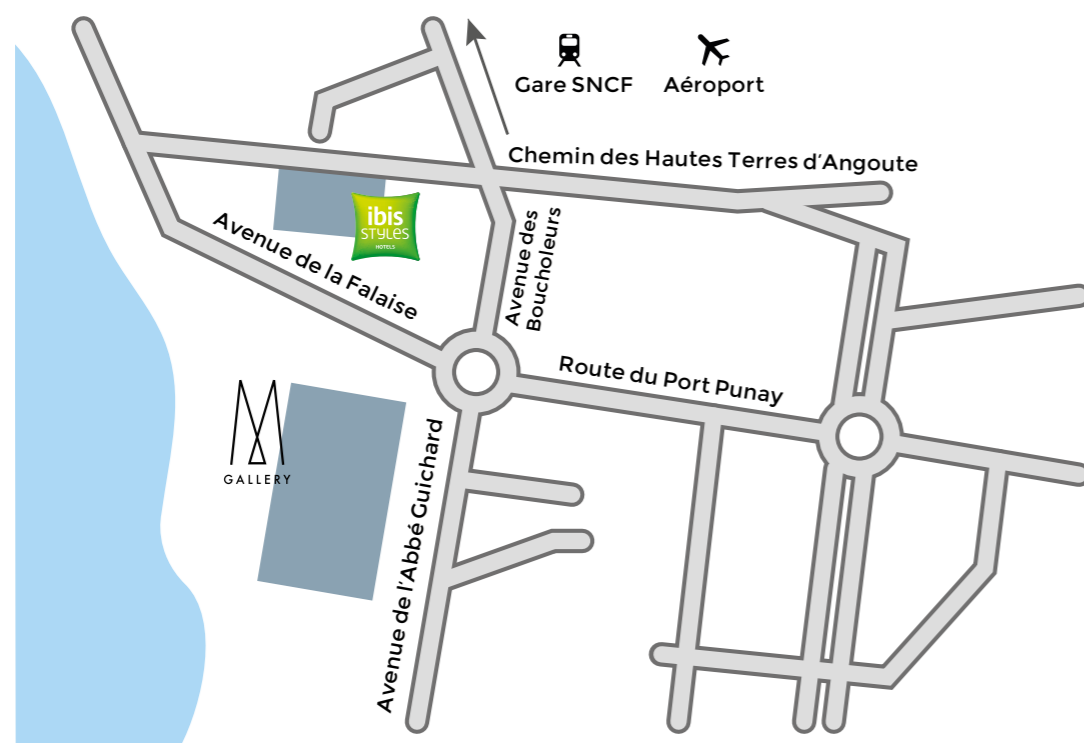 Gare SNCF
Aéroport
Chemin des Hautes Terres d'Angoute
ibis
STYLES
HOTELS
Avenue de la Falaise
Avenue des
Boucholeurs
Route du Port Punay
M
GALLERY
Avenue de l'Abbé Guichard